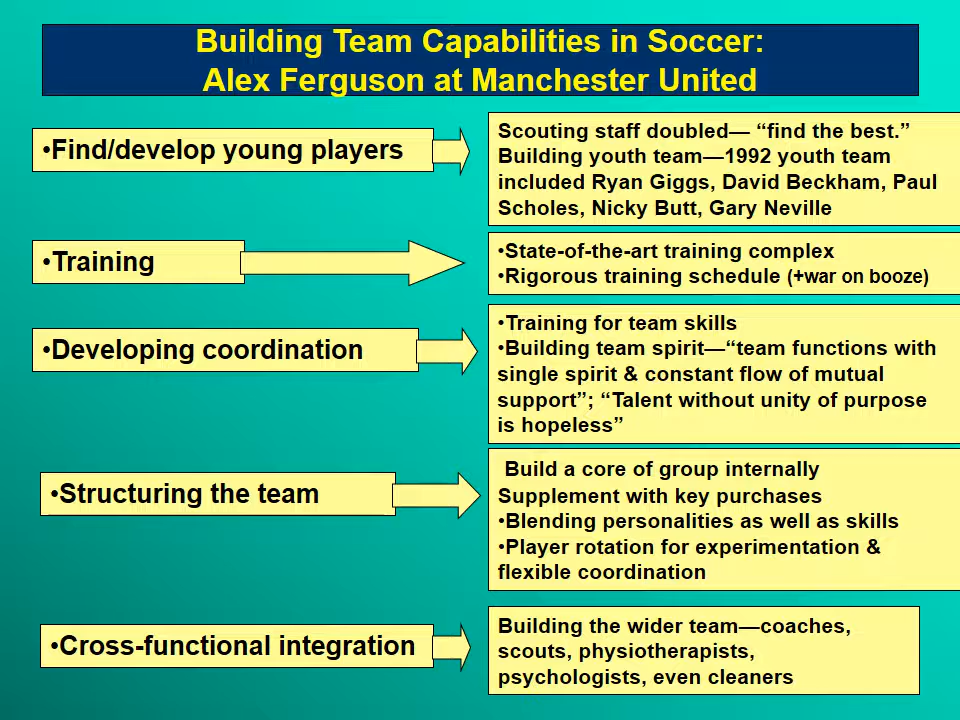 Building Team Capabilities in Soccer:
Alex Ferguson at Manchester United
•Find/develop young players
Scouting staff doubled— “find the best.”
Building youth team—1992 youth team
included Ryan Giggs, David Beckham, Paul
Scholes, Nicky Butt, Gary Neville
•Training
•State-of-the-art training complex
•Rigorous training schedule (+war on booze)
•Developing coordination
•Training for team skills
•Building team spirit—“team functions with
single spirit & constant flow of mutual
support”; “Talent without unity of purpose
is hopeless”
•Structuring the team
Build a core of group internally
Supplement with key purchases
•Blending personalities as well as skills
•Player rotation for experimentation &
flexible coordination
•Cross-functional integration
Building the wider team—coaches,
scouts, physiotherapists,
psychologists, even cleaners